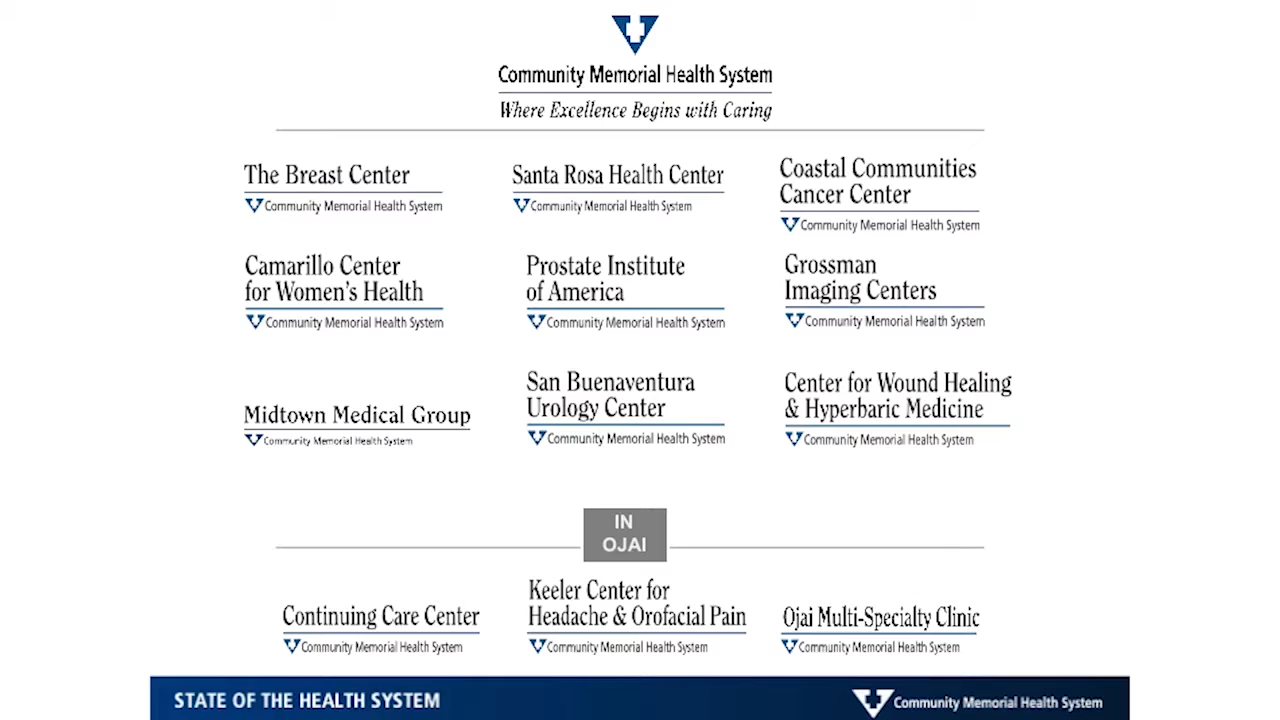 Community Memorial Health System
Where Excellence Begins with Caring
The Breast Center
Community Memorial Health System
Santa Rosa Health Center
Community Memorial Health System
Coastal Communities
Cancer Center
Community Memorial Health System
Camarillo Center
for Women's Health
Community Memorial Health System
Prostate Institute
of America
Community Memorial Health System
Grossman
Imaging Centers
Community Memorial Health System
Midtown Medical Group
Community Memorial Health System
San Buenaventura
Urology Center
Community Memorial Health System
Center for Wound Healing
& Hyperbaric Medicine
Community Memorial Health System
IN
OJAI
Continuing Care Center
Community Memorial Health System
Keeler Center for
Headache & Orofacial Pain
Community Memorial Health System
Ojai Multi-Specialty Clinic
Community Memorial Health System
STATE OF THE HEALTH SYSTEM
Community Memorial Health System